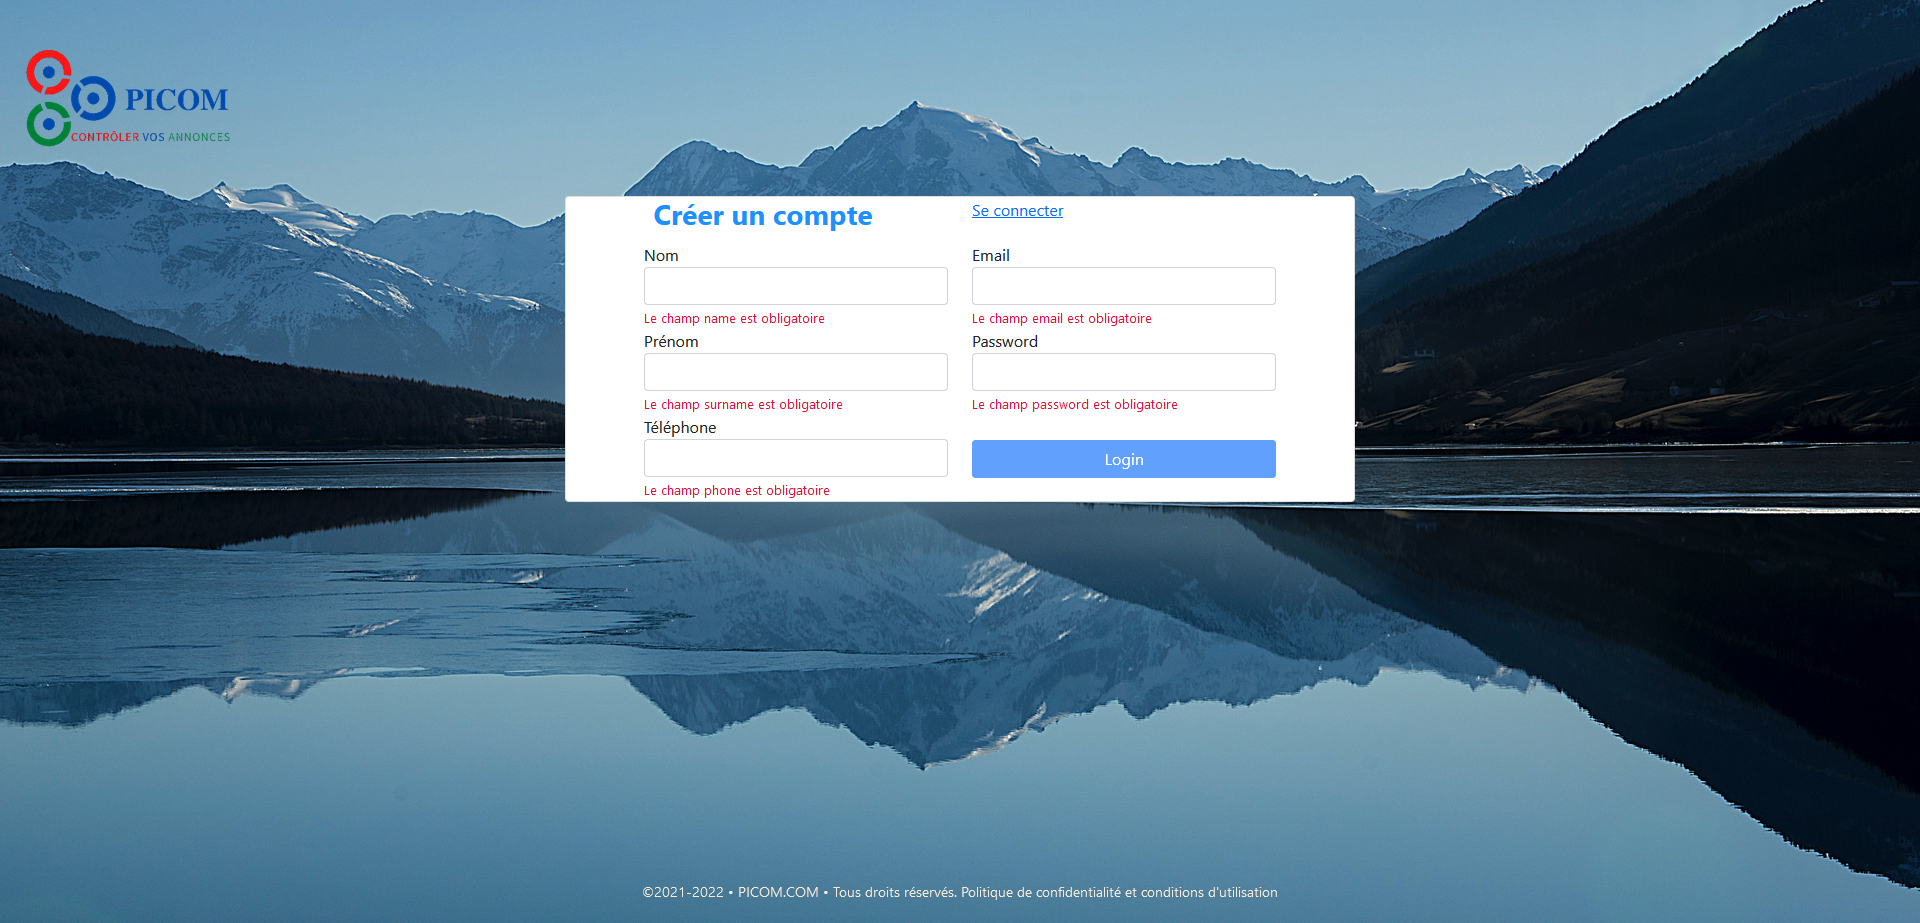 PICOM
CONTRÔLER VOS ANNONCES
Créer un compte
Se connecter
Nom
Le champ name est obligatoire
Prénom
Le champ surname est obligatoire
Téléphone
Le champ phone est obligatoire
Email
Le champ email est obligatoire
Password
Le champ password est obligatoire
Login
©2021-2022 • PICOM.COM • Tous droits réservés. Politique de confidentialité et conditions d'utilisation